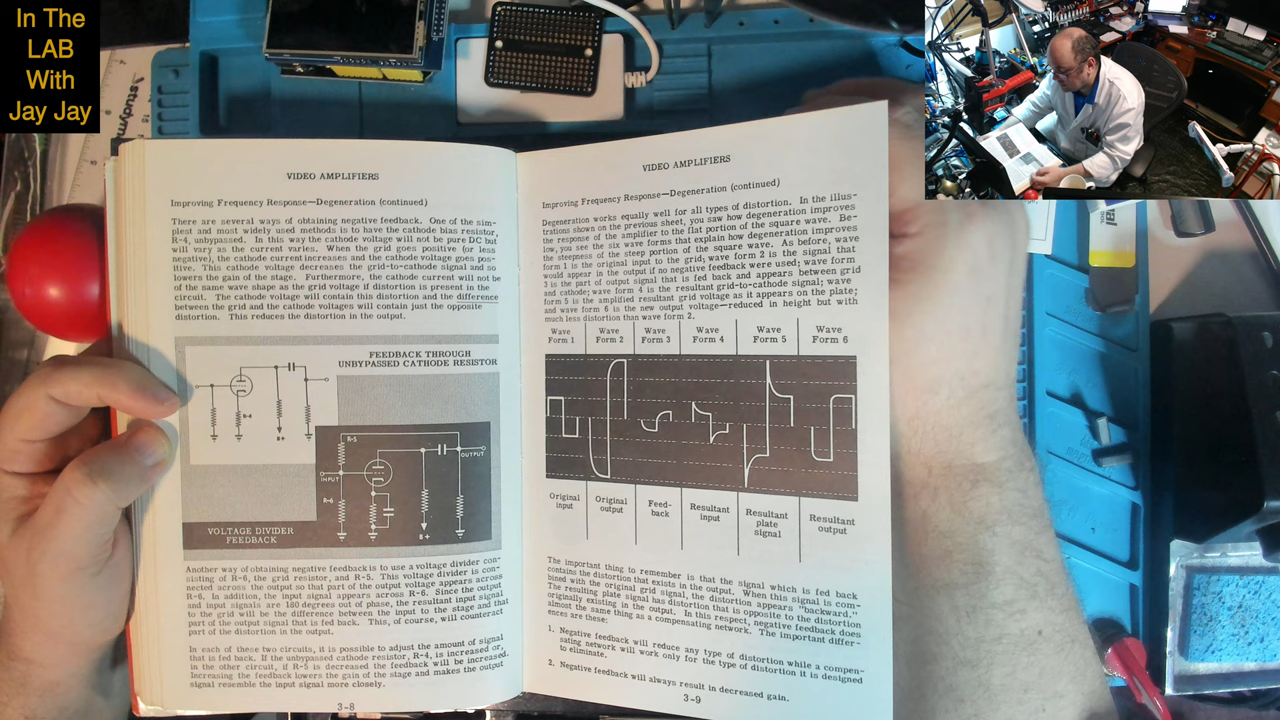 In The
LAB
With
Jay Jay
VIDEO AMPLIFIERS
Improving Frequency Response—Degeneration (continued)
There are several ways of obtaining negative feedback. One of the sim-
plest and most widely used methods is to have the cathode bias resistor,
R-4, unbypassed. In this way the cathode voltage will not be pure DC but
will vary as the current varies. When the grid goes positive (or less
negative), the cathode current increases and the cathode voltage goes pos-
itive. This cathode voltage decreases the grid-to-cathode signal and so
lowers the gain of the stage. Furthermore, the cathode current will not be
of the same wave shape as the grid voltage if distortion is present in the
circuit. The cathode voltage will contain this distortion and the difference
between the grid and the cathode voltages will contain just the opposite
distortion. This reduces the distortion in the output.
FEEDBACK THROUGH
UNBYPASSED CATHODE RESISTOR
R-4
B+
R-5
OUTPUT
INPUT
R-6
B+
VOLTAGE DIVIDER
FEEDBACK
Another way of obtaining negative feedback is to use a voltage divider con-
sisting of R-6, the grid resistor, and R-5. This voltage divider is con-
nected across the output so that part of the output voltage appears across
R-6. In addition, the input signal appears across R-6. Since the output
and input signals are 180 degrees out of phase, the resultant input signal
to the grid will be the difference between the input to the stage and that
part of the output signal that is fed back. This, of course, will counteract
part of the distortion in the output.
In each of these two circuits, it is possible to adjust the amount of signal
that is fed back. If the unbypassed cathode resistor, R-4, is increased or,
in the other circuit, if R-5 is decreased the feedback will be increased.
Increasing the feedback lowers the gain of the stage and makes the output
signal resemble the input signal more closely.
3-8
VIDEO AMPLIFIERS
Improving Frequency Response—Degeneration (continued)
Degeneration works equally well for all types of distortion. In the illus-
trations shown on the previous sheet, you saw how degeneration improves
the response of the amplifier to the flat portion of the square wave. Be-
low, you see the six wave forms that explain how degeneration improves
the steepness of the steep portion of the square wave. As before, wave
form 1 is the original input to the grid; wave form 2 is the signal that
would appear in the output if no negative feedback were used; wave form
3 is the part of output signal that is fed back and appears between grid
and cathode; wave form 4 is the resultant grid-to-cathode signal; wave
form 5 is the amplified resultant grid voltage as it appears on the plate;
and wave form 6 is the new output voltage—reduced in height but with
much less distortion than wave form 2.
Wave Form 1
Wave Form 2
Wave Form 3
Wave Form 4
Wave Form 5
Wave Form 6
Original input
Original output
Feed-back
Resultant input
Resultant plate signal
Resultant output
The important thing to remember is that the signal which is fed back
contains the distortion that exists in the output. When this signal is com-
bined with the original grid signal, the distortion appears "backward."
The resulting plate signal has distortion that is opposite to the distortion
originally existing in the output. In this respect, negative feedback does
almost the same thing as a compensating network. The important differ-
ences are these:
1. Negative feedback will reduce any type of distortion while a compen-
sating network will work only for the type of distortion it is designed
to eliminate.
2. Negative feedback will always result in decreased gain.
3-9